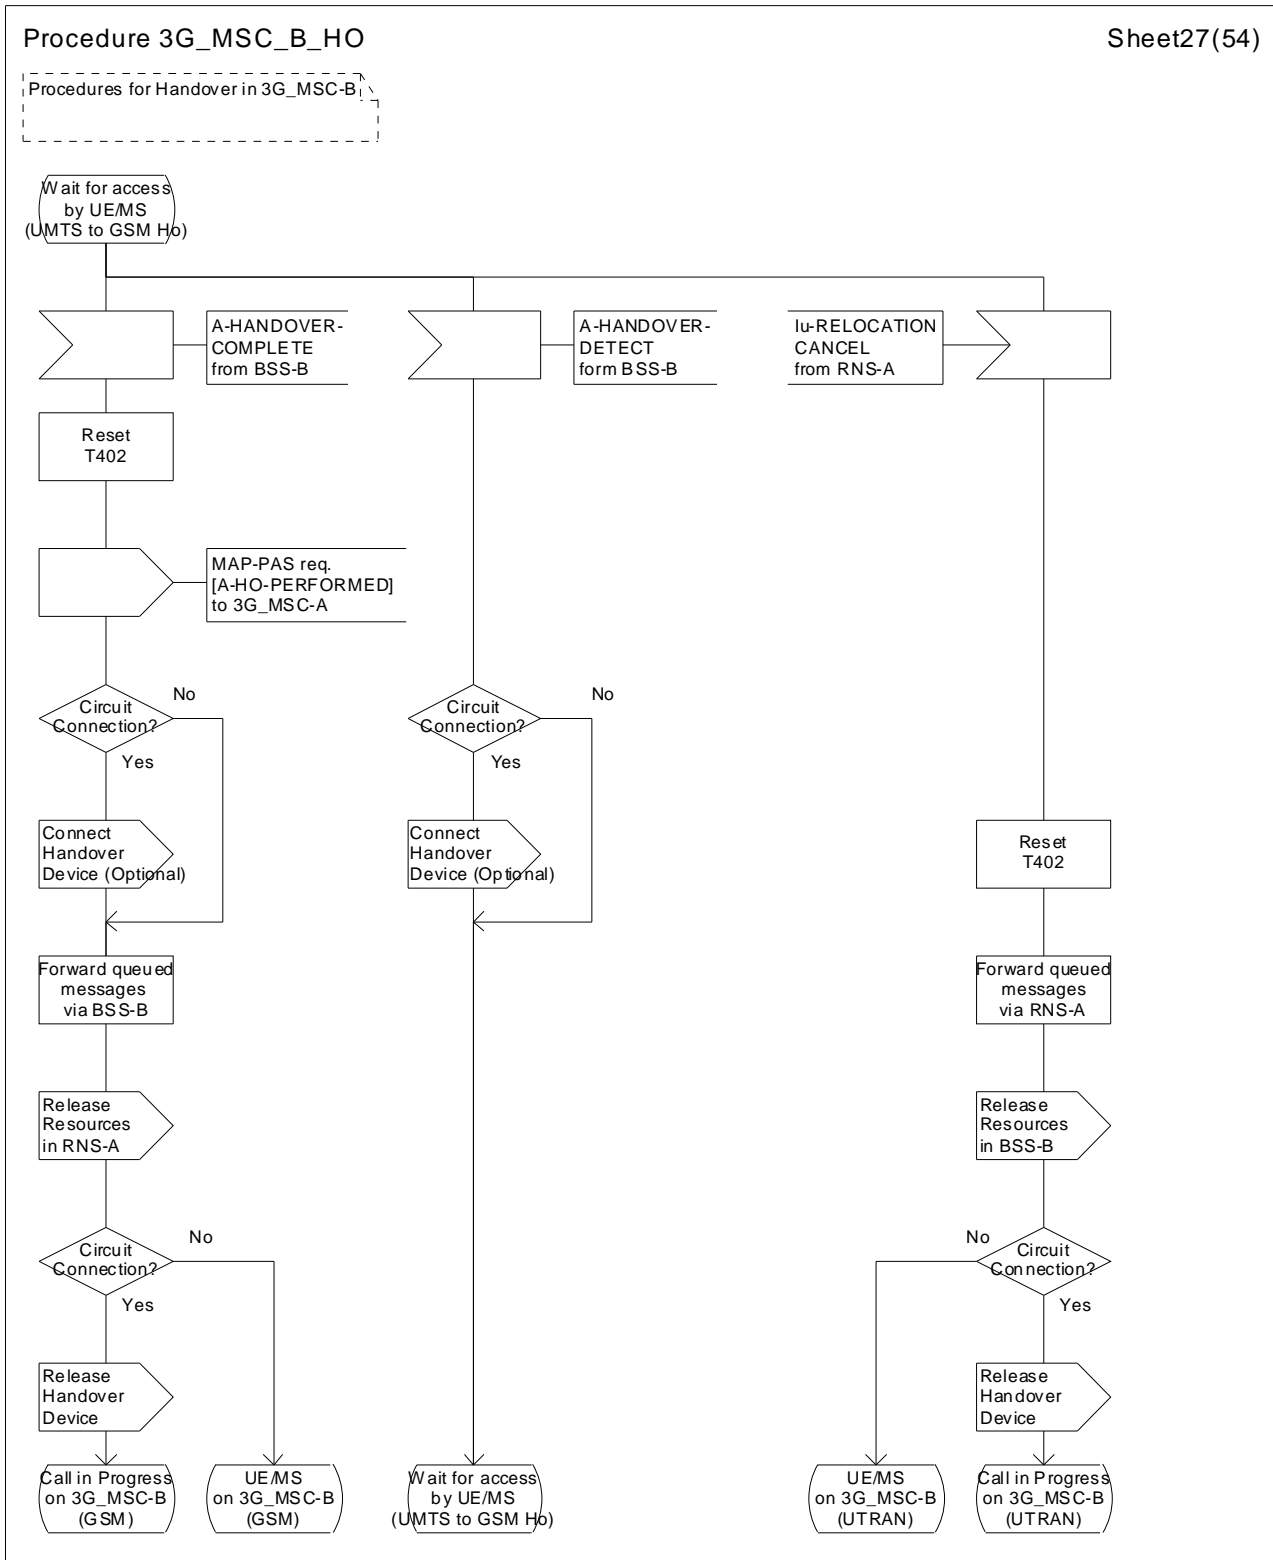 Procedure 3G_MSC_B_HO
Sheet27(54)
Procedures for Handover in 3G_MSC-B
Wait for access
by UE/MS
(UMTS to GSM Ho)
A-HANDOVER-
COMPLETE
from BSS-B
A-HANDOVER-
DETECT
form BSS-B
Iu-RELOCATION
CANCEL
from RNS-A
Reset
T402
MAP-PAS req.
[A-HO-PERFORMED]
to 3G_MSC-A
Circuit
Connection?
No
Yes
Circuit
Connection?
No
Yes
Connect
Handover
Device (Optional)
Connect
Handover
Device (Optional)
Reset
T402
Forward queued
messages
via BSS-B
Forward queued
messages
via RNS-A
Release
Resources
in RNS-A
Release
Resources
in BSS-B
Circuit
Connection?
No
Yes
No
Circuit
Connection?
Yes
Release
Handover
Device
Release
Handover
Device
Call in Progress
on 3G_MSC-B
(GSM)
UE/MS
on 3G_MSC-B
(GSM)
Wait for access
by UE/MS
(UMTS to GSM Ho)
UE/MS
on 3G_MSC-B
(UTRAN)
Call in Progress
on 3G_MSC-B
(UTRAN)